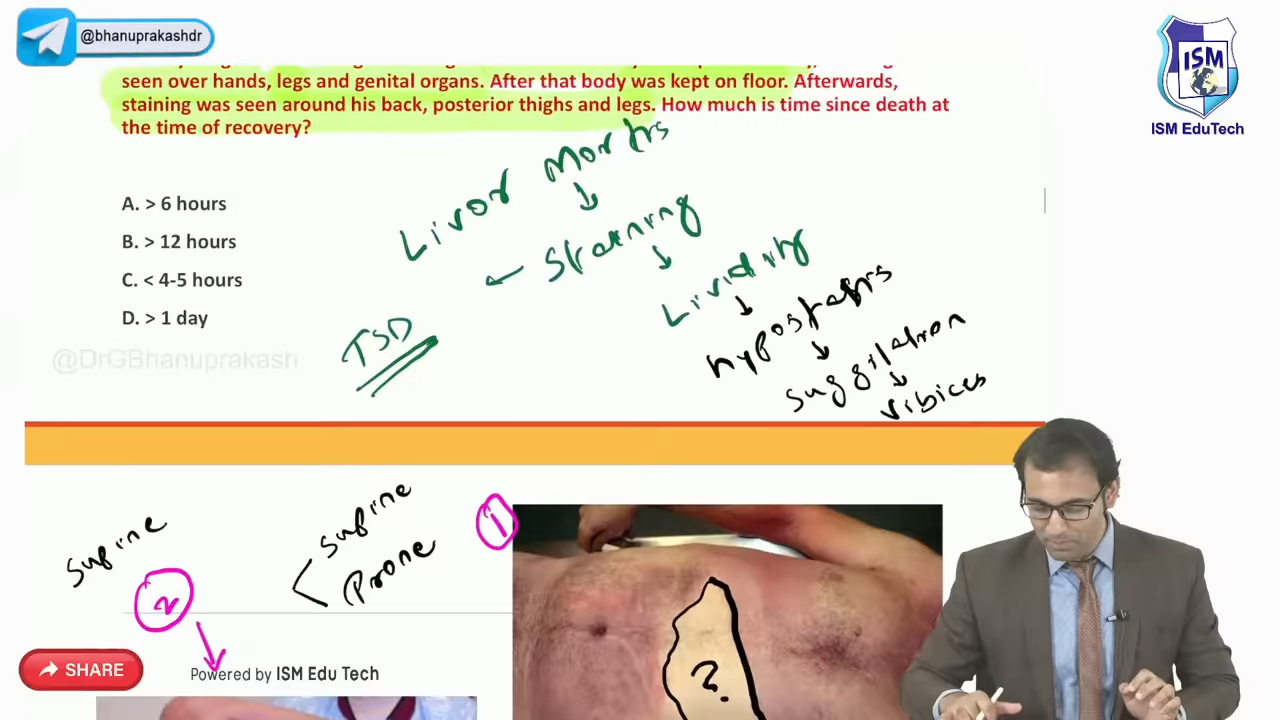 @bhanuprakashdr
ISM
ISM EduTech
seen over hands, legs and genital organs. After that body was kept on floor. Afterwards,
staining was seen around his back, posterior thighs and legs. How much is time since death at
the time of recovery?
A. > 6 hours
B. > 12 hours
C. < 4-5 hours
D. > 1 day
@DrGBhanuprakash
Livor Mortis
Staining
Lividity
Hypostasis
suggilation
vibices
TSD
supine
2
supine
Prone
1
?
SHARE
Powered by ISM Edu Tech